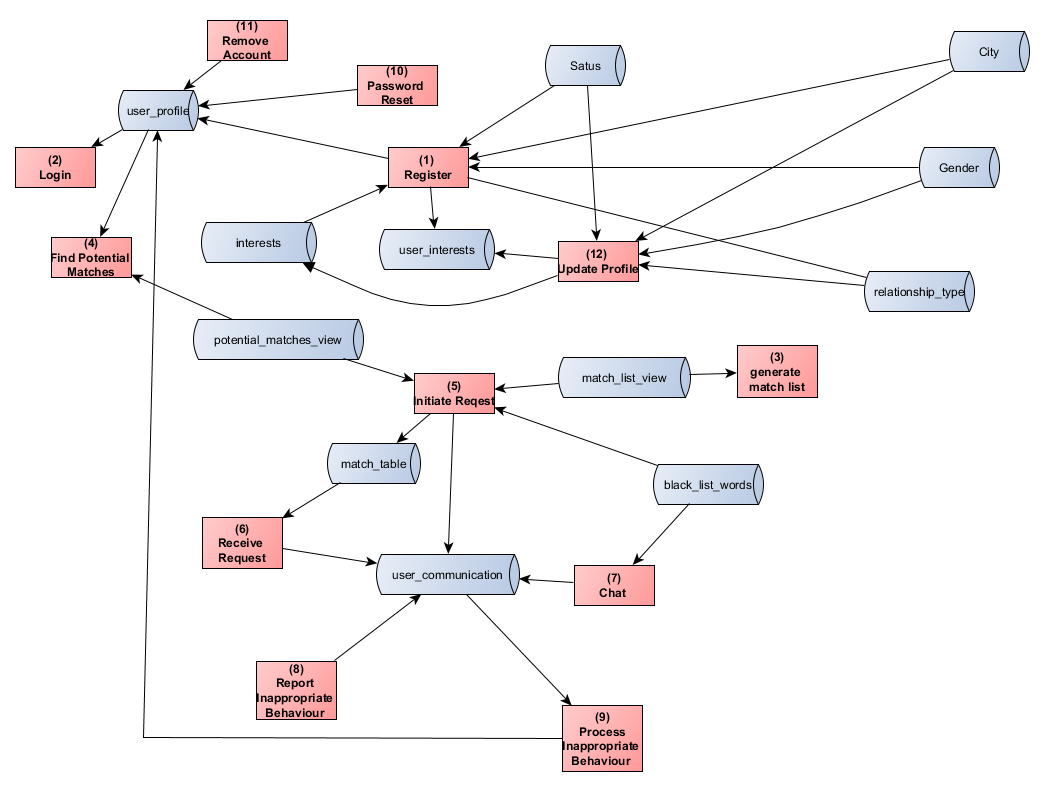 (11)
Remove
Account
(10)
Password
Reset
Satus
City
user_profile
(2)
Login
(1)
Register
Gender
(4)
Find Potential
Matches
interests
user_interests
(12)
Update Profile
relationship_type
potential_matches_view
(5)
Initiate Reqest
match_list_view
(3)
generate
match list
match_table
black_list_words
(6)
Receive
Request
user_communication
(7)
Chat
(8)
Report
Inappropriate
Behaviour
(9)
Process
Inappropriate
Behaviour